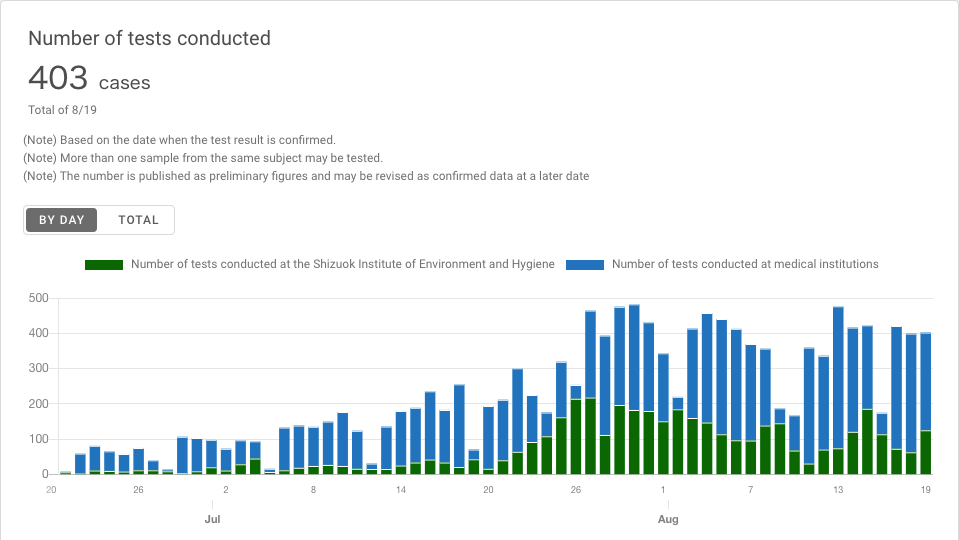 Number of tests conducted
403 cases
Total of 8/19
(Note) Based on the date when the test result is confirmed.
(Note) More than one sample from the same subject may be tested.
(Note) The number is published as preliminary figures and may be revised as confirmed data at a later date
BY DAY TOTAL
Number of tests conducted at the Shizuok Institute of Environment and Hygiene Number of tests conducted at medical institutions
500
400
300
200
100
0
20 26 2 8 14 20 26 1 7 13 19
Jul Aug